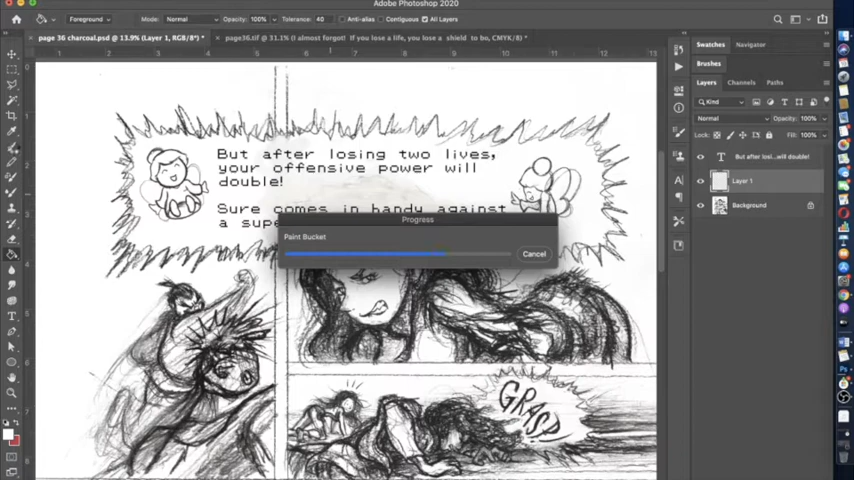 Adobe Photoshop 2020
Foreground
Mode: Normal
Opacity: 100%
Tolerance: 40
Anti-alias
Contiguous
All Layers
page 36 charcoal.psd @ 13.9% (Layer 1, RGB/8*) *
page36.tif @ 31.1% (I almost forgot! If you lose a life, you lose a shield to bo, CMYK/8) *
Swatches
Navigator
Brushes
Layers
Channels
Paths
Kind
Normal
Opacity: 100%
Lock:
Fill: 100%
But after losi...will double!
Layer 1
Background
But after losing two lives,
your offensive power will
double!
Sure comes in handy against
a supe
Progress
Paint Bucket
Cancel
GRASP